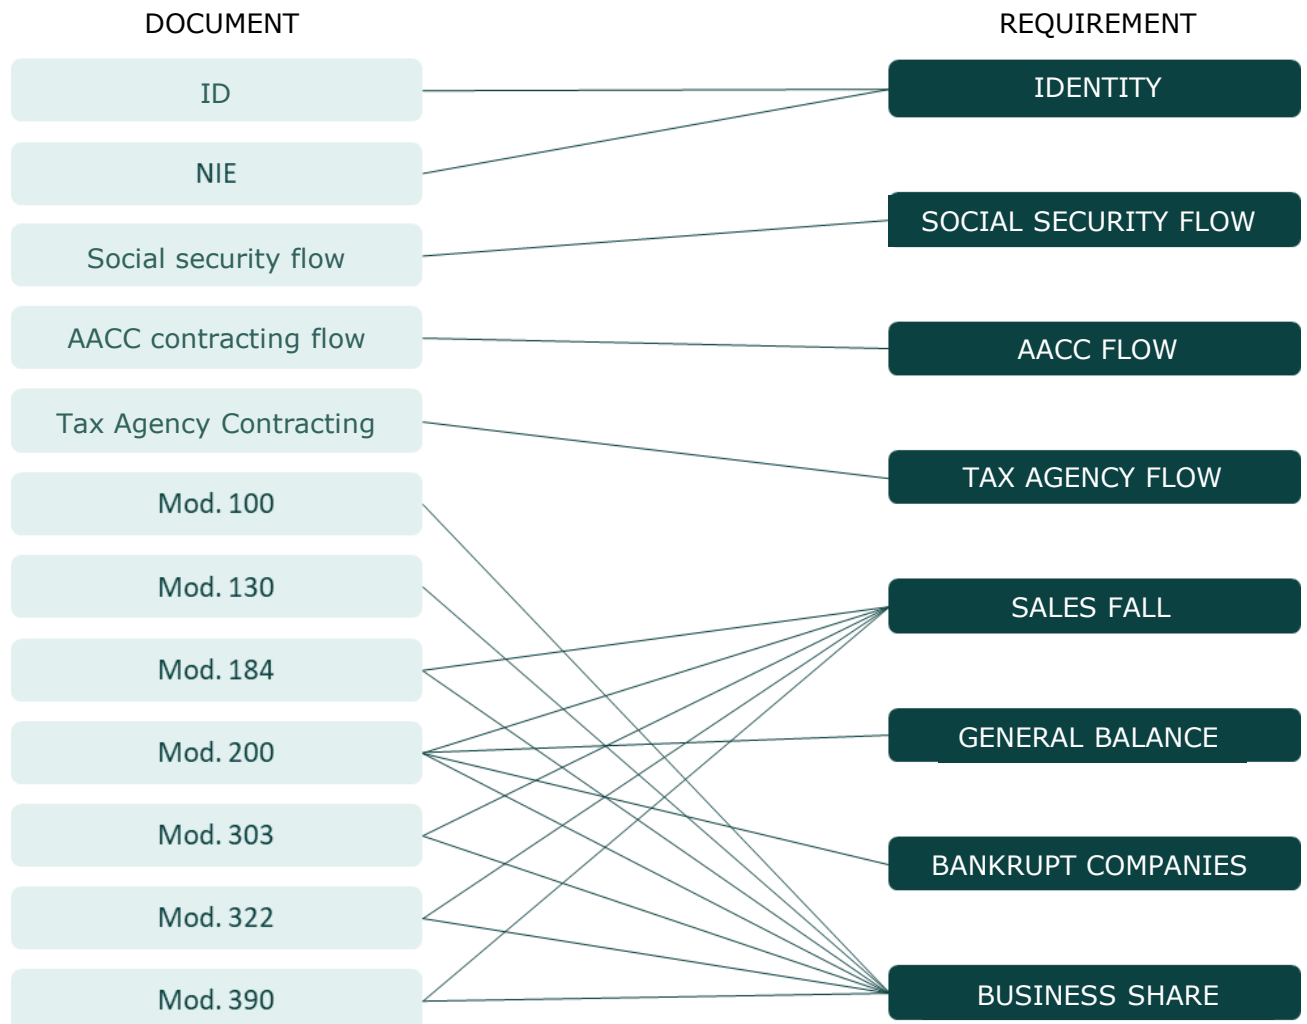 DOCUMENT
REQUIREMENT
ID
IDENTITY
NIE
SOCIAL SECURITY FLOW
Social security flow
AACC contracting flow
AACC FLOW
Tax Agency Contracting
TAX AGENCY FLOW
Mod. 100
Mod. 130
SALES FALL
Mod. 184
Mod. 200
GENERAL BALANCE
Mod. 303
BANKRUPT COMPANIES
Mod. 322
Mod. 390
BUSINESS SHARE